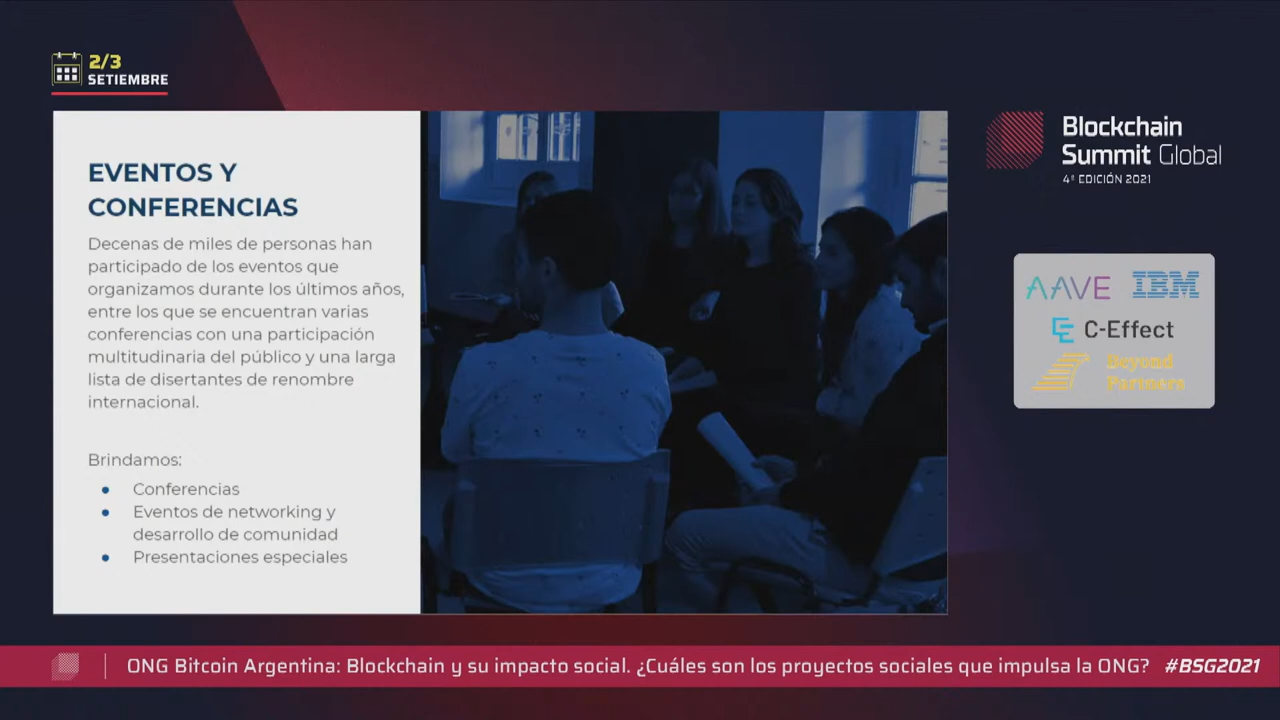 2/3
SETIEMBRE
EVENTOS Y
CONFERENCIAS
Decenas de miles de personas han
participado de los eventos que
organizamos durante los últimos años,
entre los que se encuentran varias
conferencias con una participación
multitudinaria del público y una larga
lista de disertantes de renombre
internacional.
Brindamos:
● Conferencias
● Eventos de networking y
desarrollo de comunidad
● Presentaciones especiales
Blockchain
Summit Global
4ª EDICIÓN 2021
AAVE IBM
C-Effect
Beyond
Partners
ONG Bitcoin Argentina: Blockchain y su impacto social. ¿Cuáles son los proyectos sociales que impulsa la ONG? #BSG2021